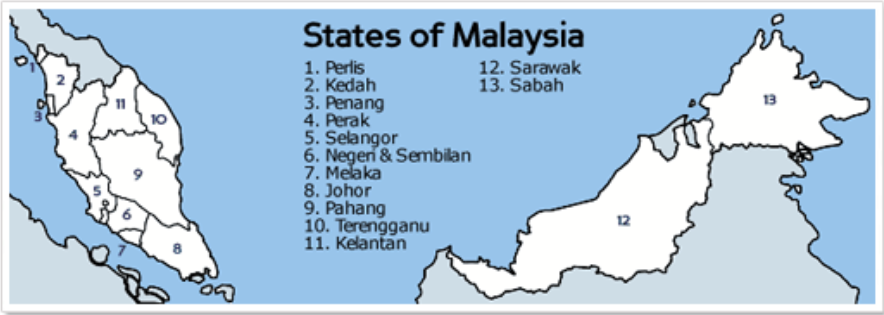 States of Malaysia
1. Perlis
2. Kedah
3. Penang
4. Perak
5. Selangor
6. Negeri & Sembilan
7. Melaka
8. Johor
9. Pahang
10. Terengganu
11. Kelantan
12. Sarawak
13. Sabah
1
2
3
4
11
10
9
5
6
7
8
12
13